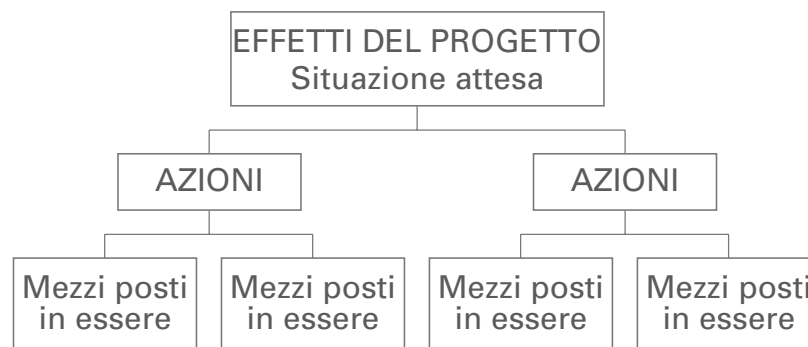 EFFETTI DEL PROGETTO
Situazione attesa
AZIONI
AZIONI
Mezzi posti
in essere
Mezzi posti
in essere
Mezzi posti
in essere
Mezzi posti
in essere